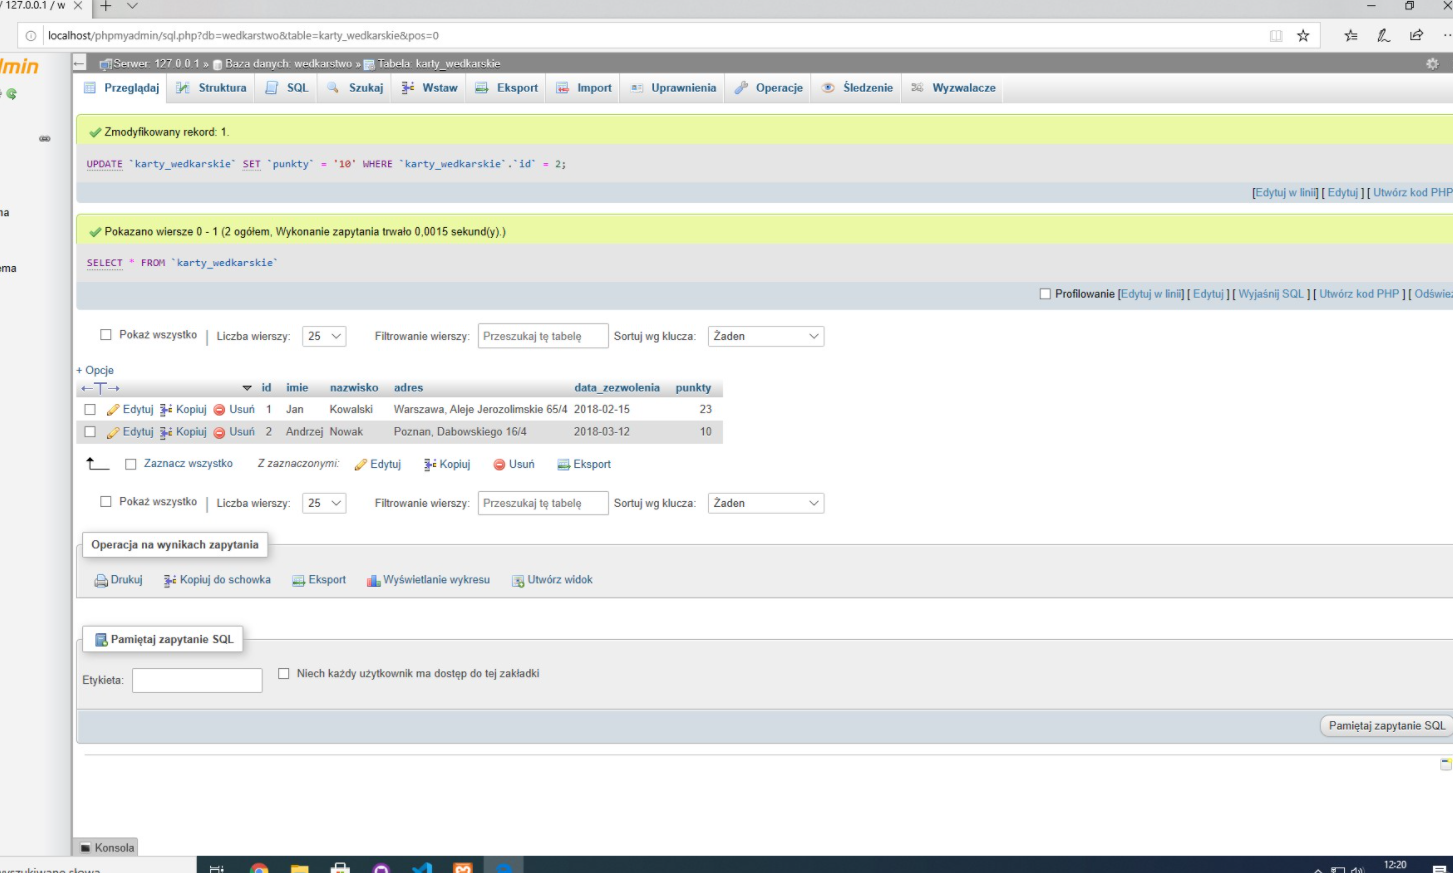 / 127.0.0.1 / w
localhost/phpmyadmin/sql.php?db=wedkarstwo&table=karty_wedkarskie&pos=0
Serwer: 127.0.0.1 » Baza danych: wedkarstwo » Tabela: karty_wedkarskie
Przeglądaj Struktura SQL Szukaj Wstaw Eksport Import Uprawnienia Operacje Śledzenie Wyzwalacze
Zmodyfikowany rekord: 1.
UPDATE `karty_wedkarskie` SET `punkty` = '10' WHERE `karty_wedkarskie`.`id` = 2;
[Edytuj w linii] [ Edytuj ] [ Utwórz kod PHP
Pokazano wiersze 0 - 1 (2 ogółem, Wykonanie zapytania trwało 0,0015 sekund(y).)
SELECT * FROM `karty_wedkarskie`
Profilowanie [Edytuj w linii] [ Edytuj ] [ Wyjaśnij SQL ] [ Utwórz kod PHP ] [ Odśwież
Pokaż wszystko | Liczba wierszy: 25 Filtrowanie wierszy: Przeszukaj tę tabelę Sortuj wg klucza: Żaden
+ Opcje
←T→ id imie nazwisko adres data_zezwolenia punkty
Edytuj Kopiuj Usuń 1 Jan Kowalski Warszawa, Aleje Jerozolimskie 65/4 2018-02-15 23
Edytuj Kopiuj Usuń 2 Andrzej Nowak Poznan, Dabowskiego 16/4 2018-03-12 10
Zaznacz wszystko Z zaznaczonymi: Edytuj Kopiuj Usuń Eksport
Pokaż wszystko | Liczba wierszy: 25 Filtrowanie wierszy: Przeszukaj tę tabelę Sortuj wg klucza: Żaden
Operacja na wynikach zapytania
Drukuj Kopiuj do schowka Eksport Wyświetlanie wykresu Utwórz widok
Pamiętaj zapytanie SQL
Etykieta: Niech każdy użytkownik ma dostęp do tej zakładki
Pamiętaj zapytanie SQL
Konsola
12:20